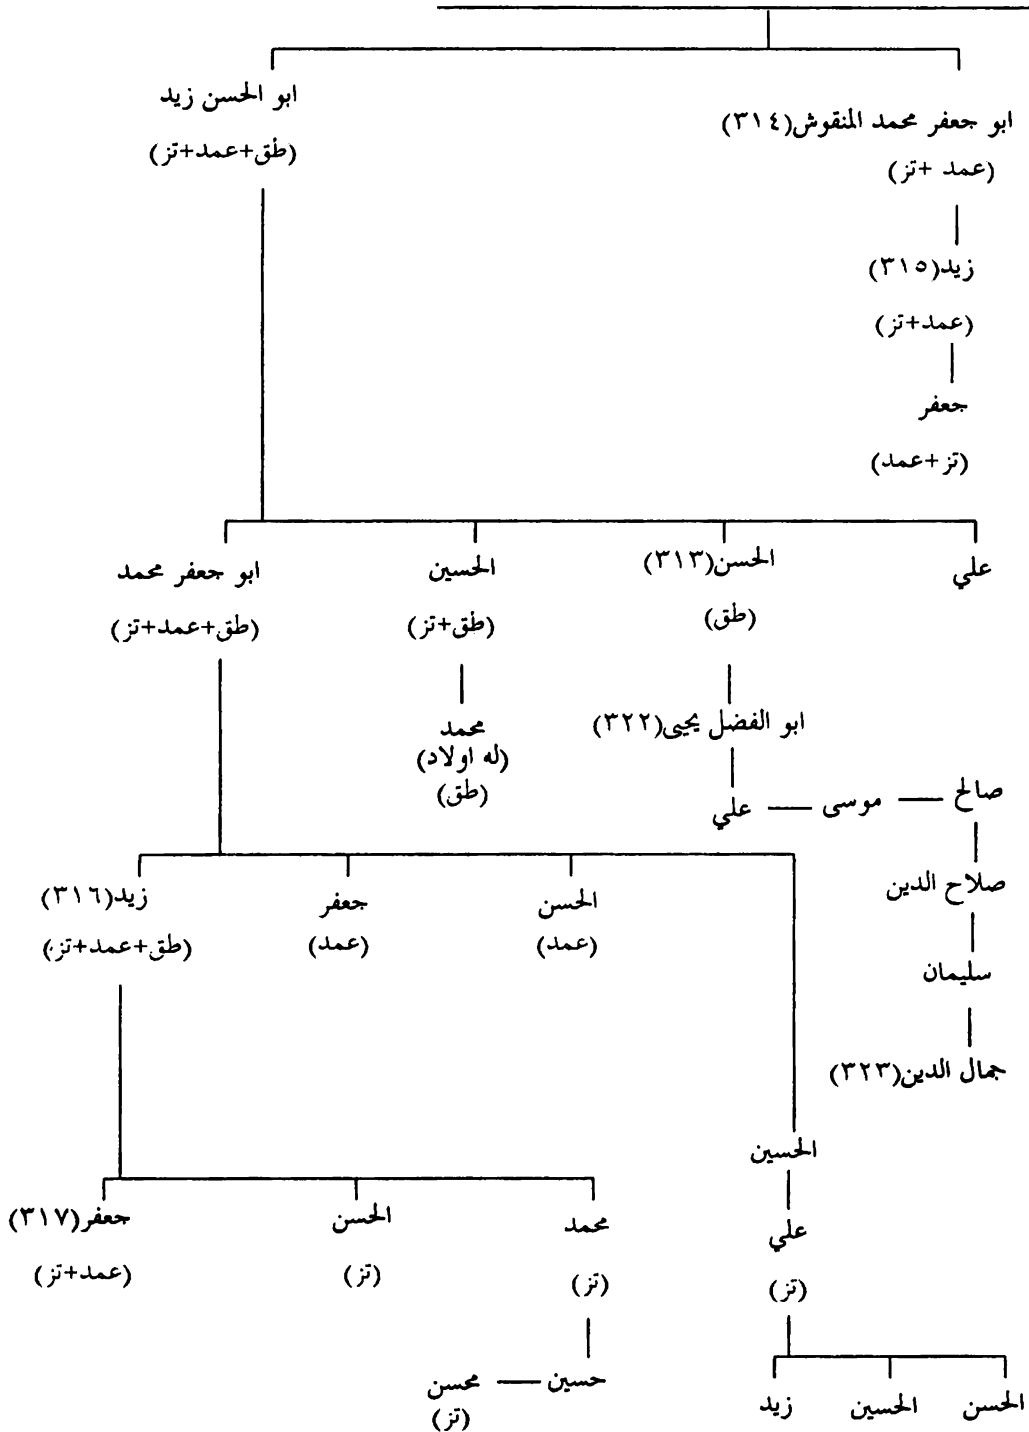 ابو جعفر محمد المنقوش(٣١٤)
ابو الحسن زيد
(عمد +تز)
(طق+عمد+تز)
زيد(٣١٥)
(عمد+تز)
جعفر
(تز+عمد)
علي
الحسن(٣١٣)
الحسين
ابو جعفر محمد
(طق)
(طق+تز)
(طق+عمد+تز)
ابو الفضل يحيى(٣٢٢)
محمد
(له اولاد)
(طق)
صالح
موسى
علي
صلاح الدين
الحسن
جعفر
زيد(٣١٦)
(عمد)
(عمد)
(طق+عمد+تز)
سليمان
جمال الدين(٣٢٣)
الحسين
علي
محمد
الحسن
جعفر(٣١٧)
(تز)
(تز)
(تز)
(عمد+تز)
حسين
محسن
(تز)
الحسن
الحسين
زيد